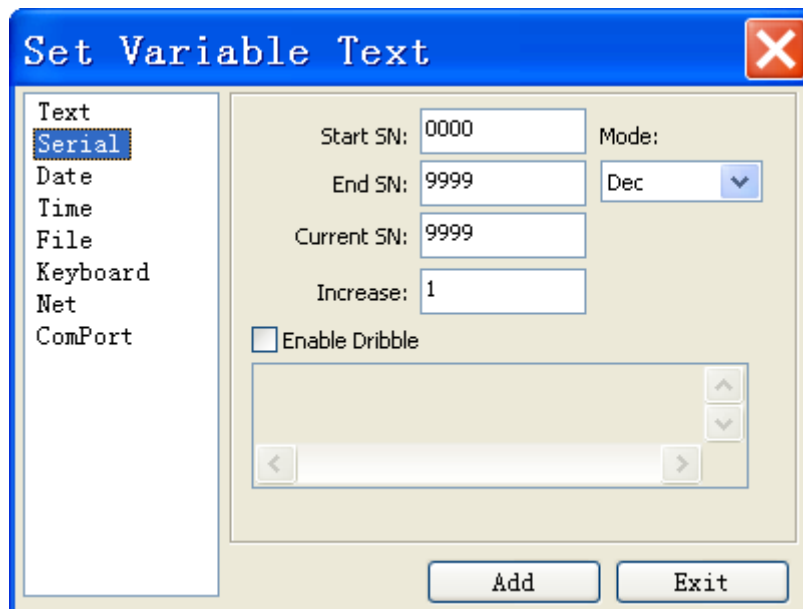 Set Variable Text
Text
Serial
Date
Time
File
Keyboard
Net
ComPort
Start SN: 0000
Mode:
End SN: 9999
Dec
Current SN: 9999
Increase: 1
Enable Dribble
Add
Exit